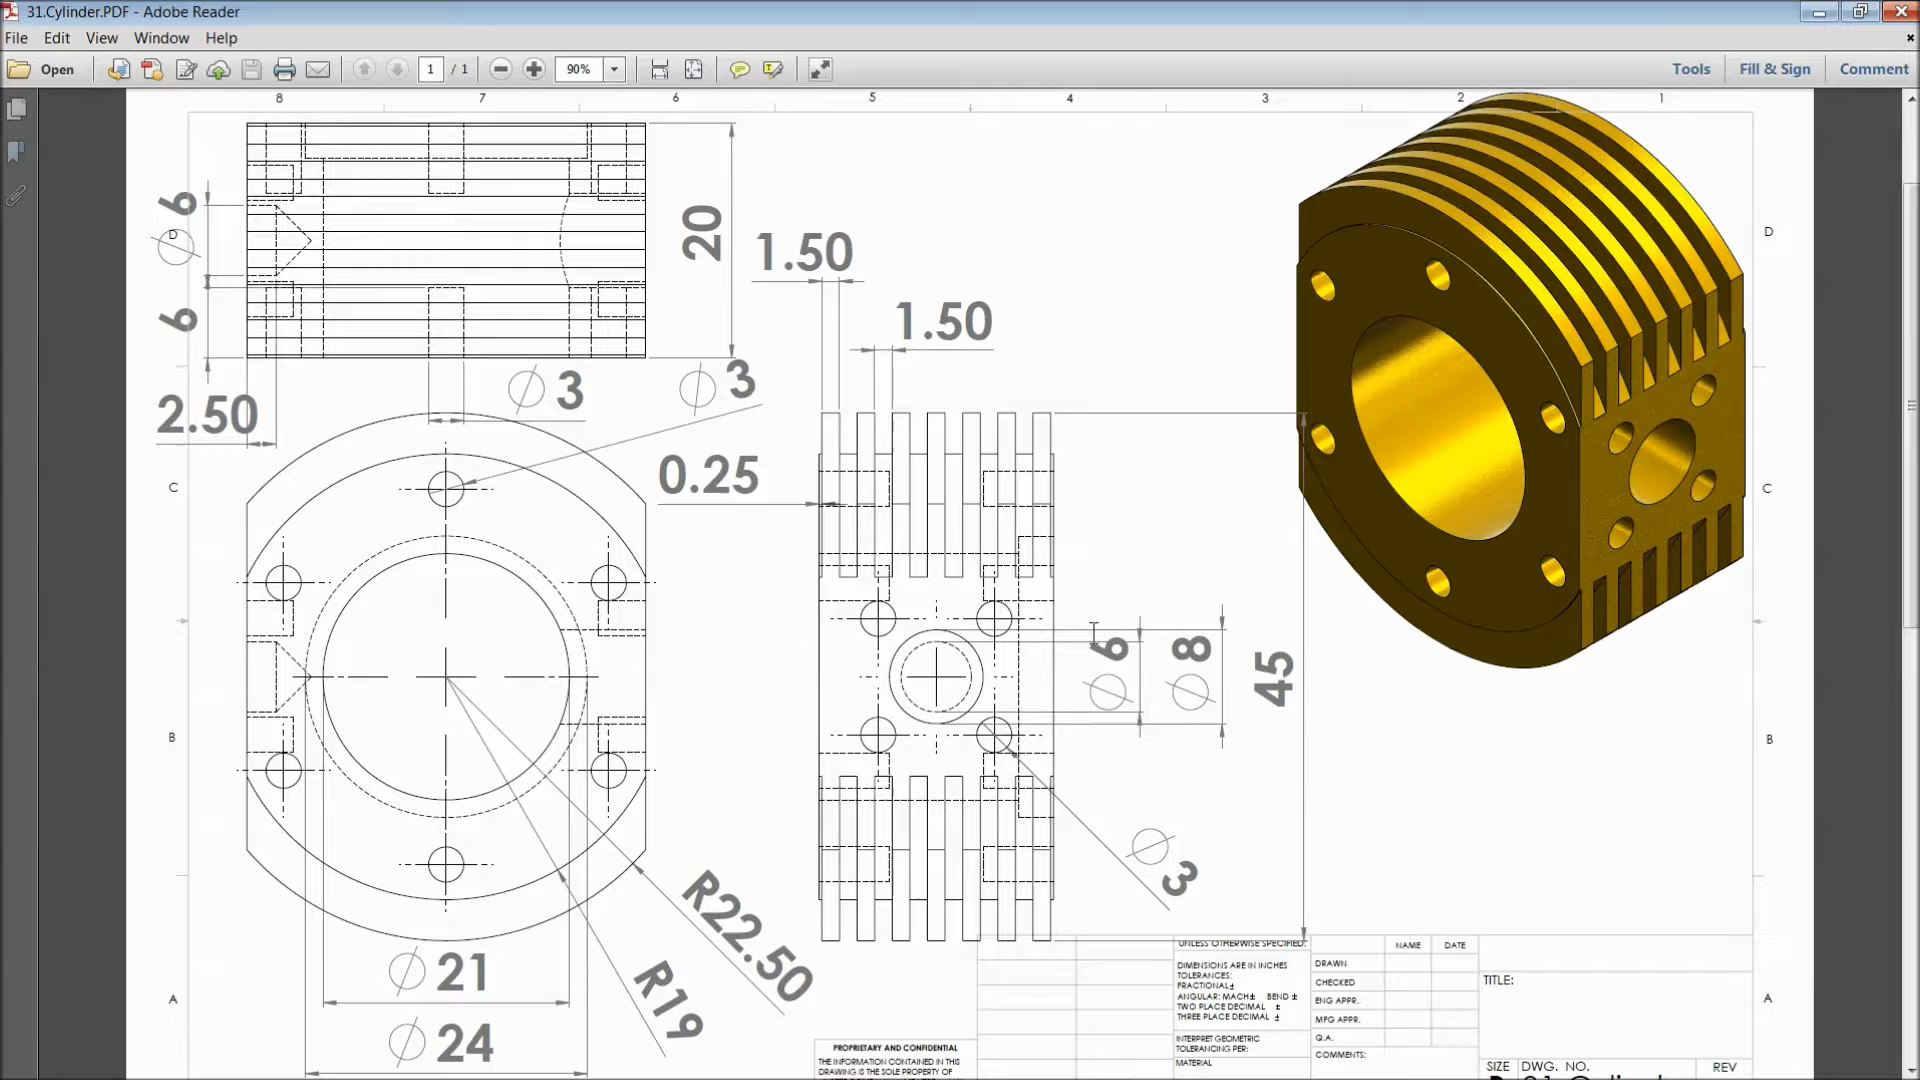 31.Cylinder.PDF - Adobe Reader
File Edit View Window Help
Open 1 / 1 90% Tools Fill & Sign Comment
8 7 6 5 4 3 2 1
∅ 6
D
6
2.50
∅ 3
∅ 3
20
1.50
1.50
0.25
∅ 6
∅ 8
45
∅ 3
∅ 21
∅ 24
R19
R22.50
D
C
C
B
B
A
A
UNLESS OTHERWISE SPECIFIED:
DIMENSIONS ARE IN INCHES
TOLERANCES:
FRACTIONAL±
ANGULAR: MACH± BEND ±
TWO PLACE DECIMAL ±
THREE PLACE DECIMAL ±
INTERPRET GEOMETRIC
TOLERANCING PER:
MATERIAL
NAME DATE
DRAWN
CHECKED
ENG APPR.
MFG APPR.
Q.A.
COMMENTS:
TITLE:
SIZE DWG. NO. REV
PROPRIETARY AND CONFIDENTIAL
THE INFORMATION CONTAINED IN THIS
DRAWING IS THE SOLE PROPERTY OF